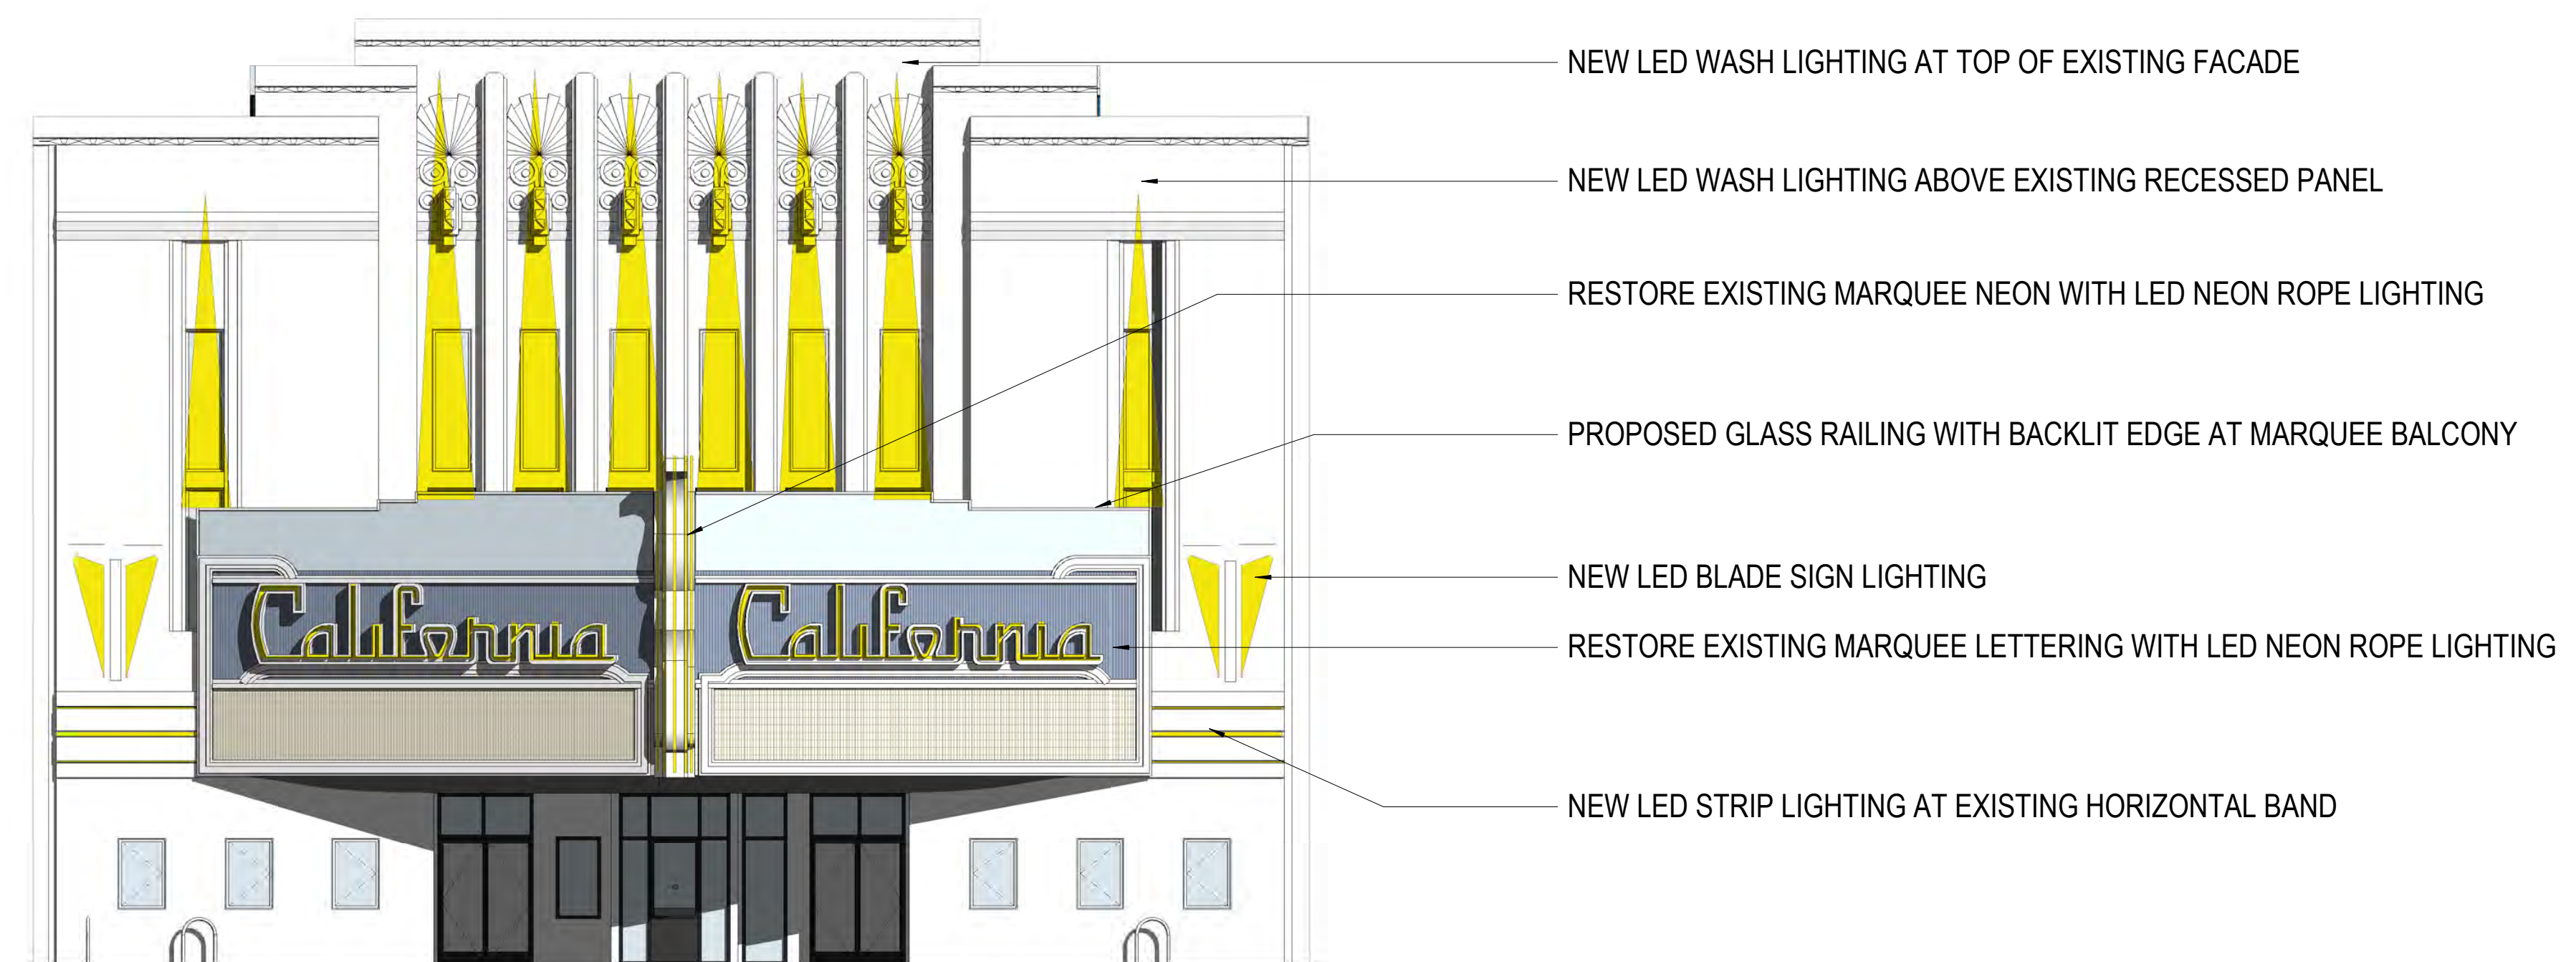 NEW LED WASH LIGHTING AT TOP OF EXISTING FACADE
NEW LED WASH LIGHTING ABOVE EXISTING RECESSED PANEL
RESTORE EXISTING MARQUEE NEON WITH LED NEON ROPE LIGHTING
PROPOSED GLASS RAILING WITH BACKLIT EDGE AT MARQUEE BALCONY
NEW LED BLADE SIGN LIGHTING
California California
RESTORE EXISTING MARQUEE LETTERING WITH LED NEON ROPE LIGHTING
NEW LED STRIP LIGHTING AT EXISTING HORIZONTAL BAND